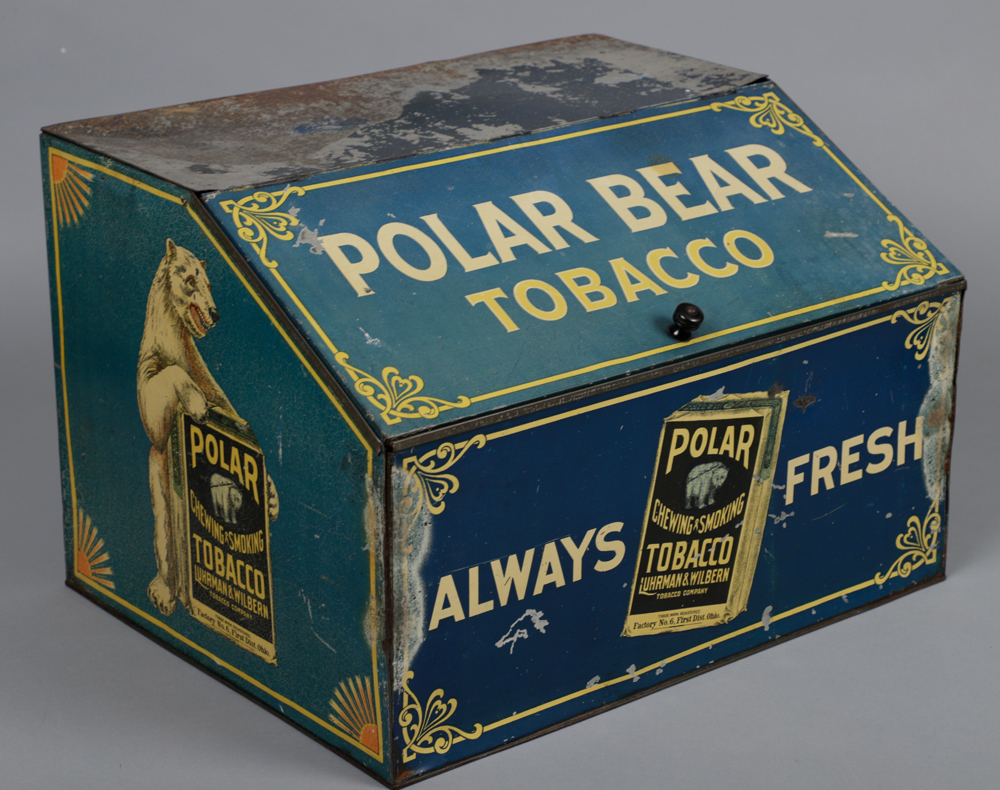 POLAR BEAR
TOBACCO
ALWAYS
FRESH
POLAR
CHEWING & SMOKING
TOBACCO
LUHRMAN & WILBERN
TOBACCO COMPANY
Factory No. 6, First Dist. Ohio.
POLAR
CHEWING & SMOKING
TOBACCO
LUHRMAN & WILBERN
TOBACCO COMPANY
Factory No. 6, First Dist. Ohio.